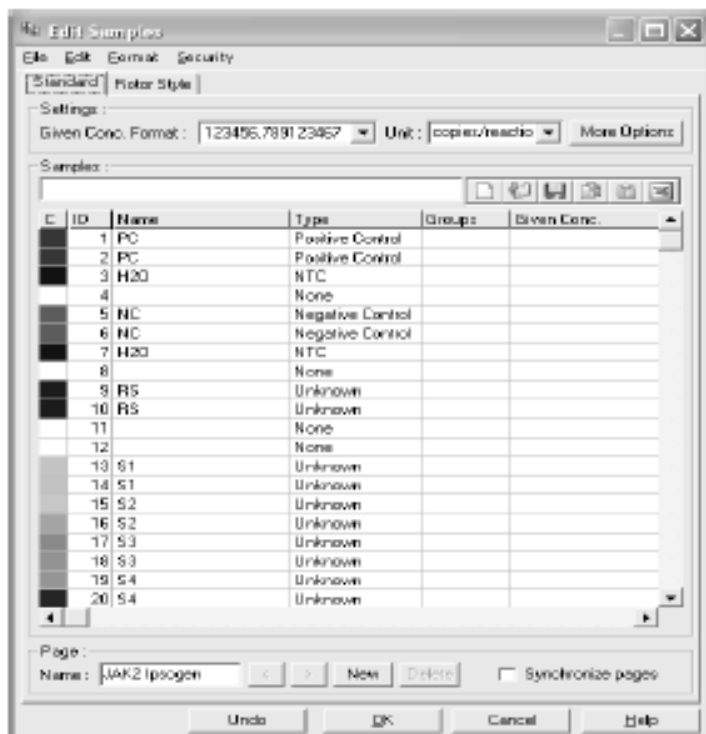 Edit Samples
File Edit Format Security
Standard Rotor Style
Settings :
Given Conc. Format : 123456.789123467 Unit : copies/reactio More Options
Samples :
C ID Name Type Groups Given Conc.
1 PC Positive Control
2 PC Positive Control
3 H2O NTC
4 None
5 NC Negative Control
6 NC Negative Control
7 H2O NTC
8 None
9 RS Unknown
10 RS Unknown
11 None
12 None
13 S1 Unknown
14 S1 Unknown
15 S2 Unknown
16 S2 Unknown
17 S3 Unknown
18 S3 Unknown
19 S4 Unknown
20 S4 Unknown
Page :
Name : JAK2 Ipsogen < > New Delete Synchronize pages
Undo OK Cancel Help